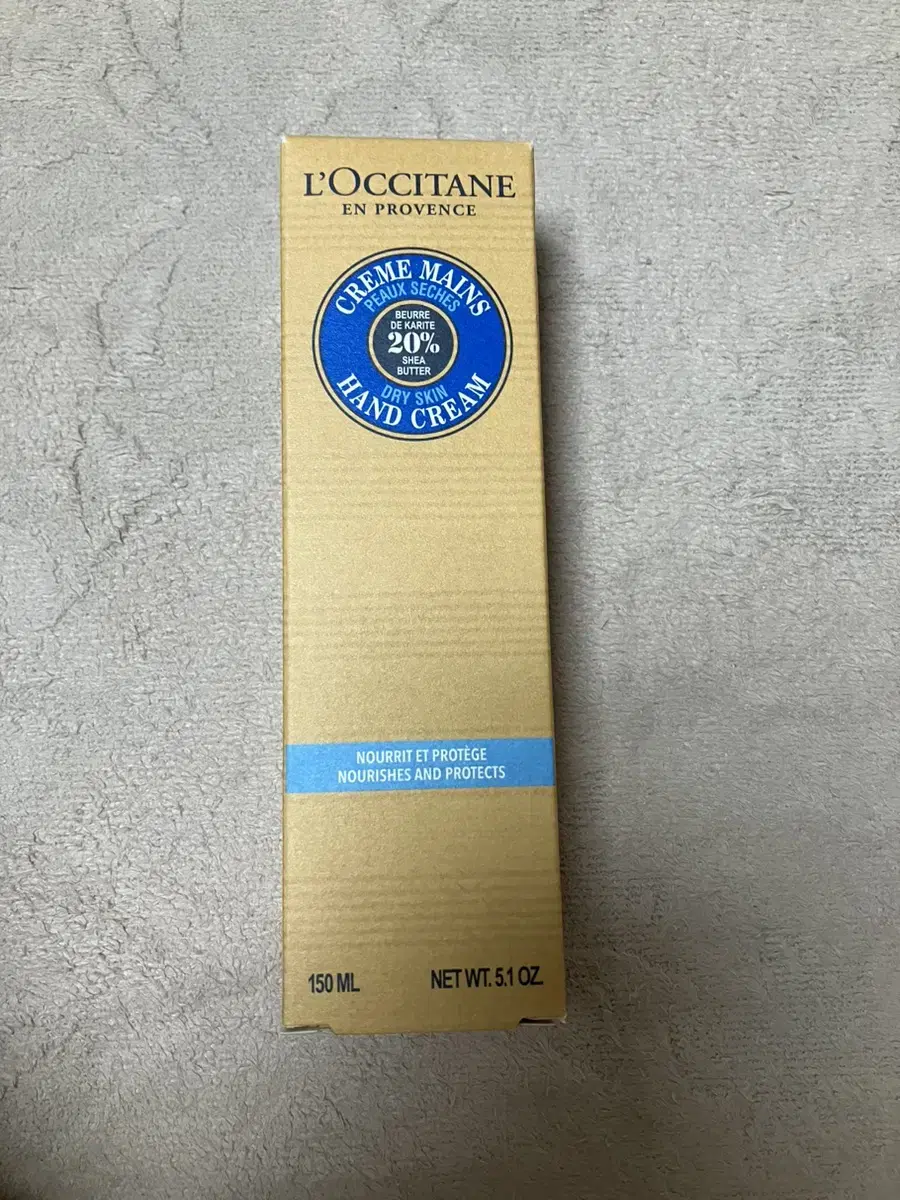 L'OCCITANE
EN PROVENCE
CREME MAINS
PEAUX SECHES
BEURRE
DE KARITE
20%
SHEA
BUTTER
DRY SKIN
HAND CREAM
NOURRIT ET PROTÈGE
NOURISHES AND PROTECTS
150 ML NET WT. 5.1 OZ.